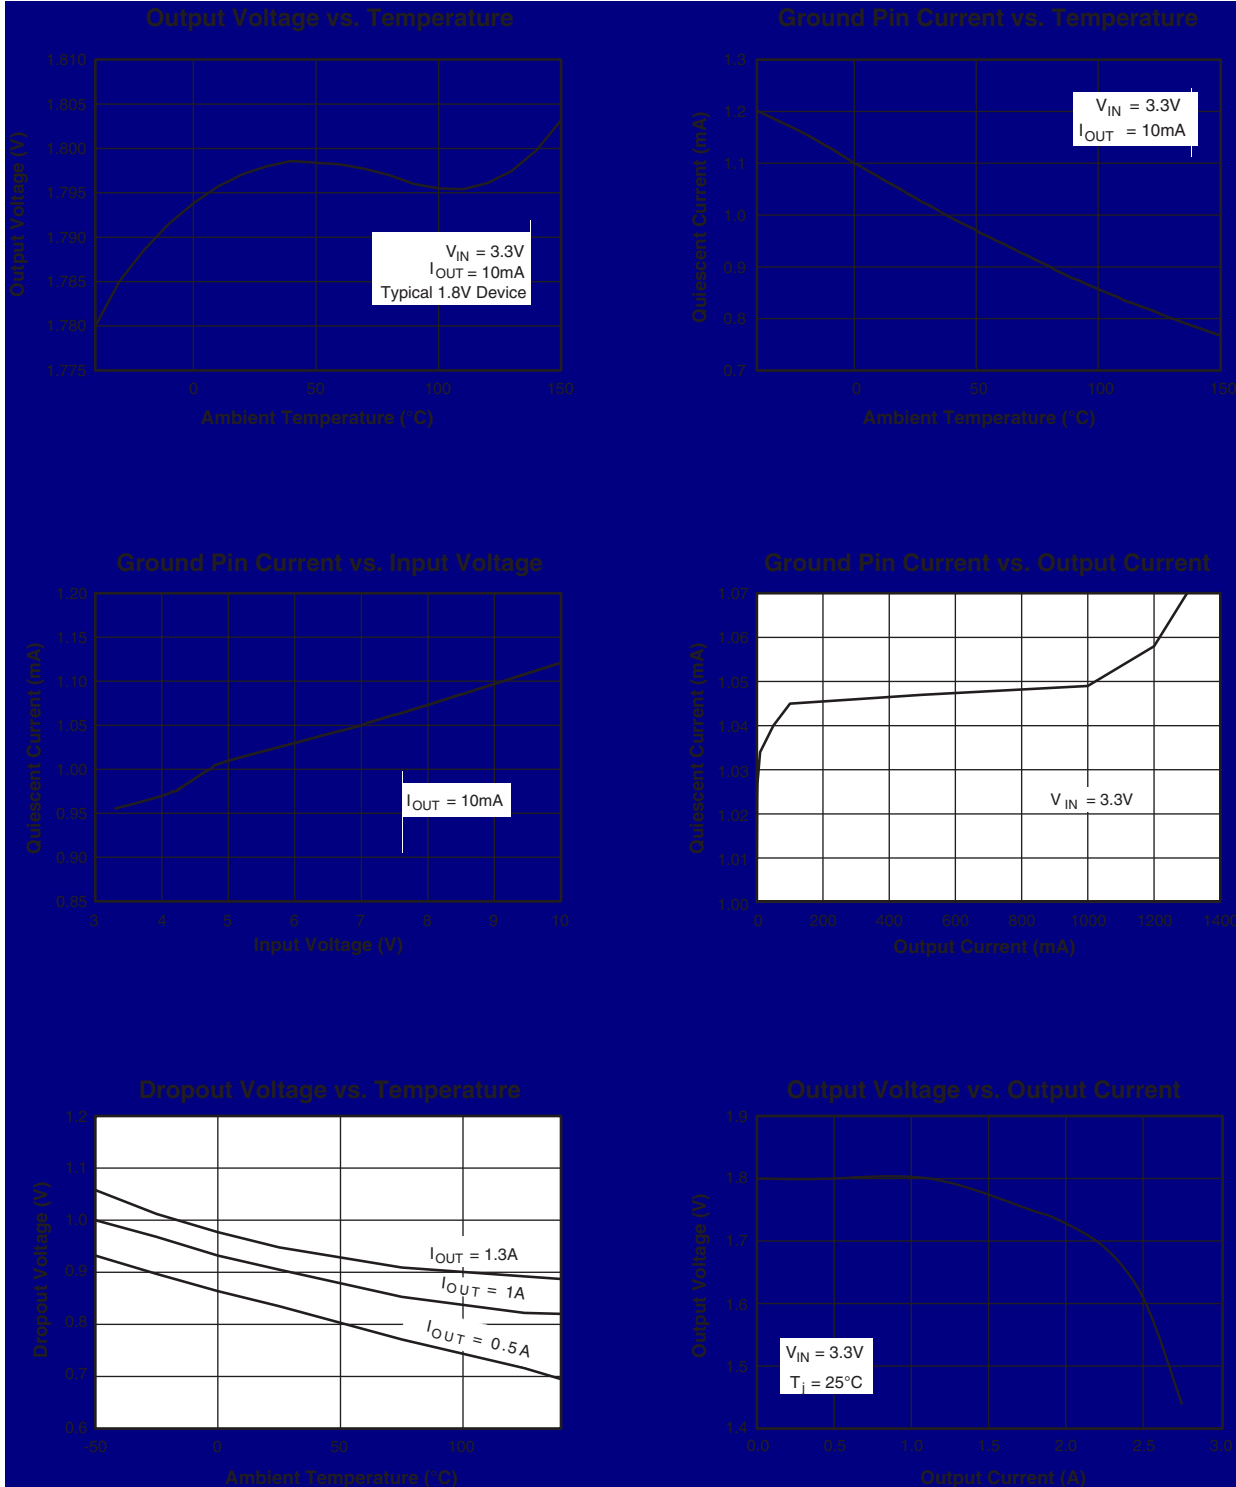 Output Voltage vs. Temperature
1.810
1.805
1.800
1.795
1.790
1.785
1.780
1.775
Output Voltage (V)
VIN = 3.3V
IOUT = 10mA
Typical 1.8V Device
0 50 100 150
Ambient Temperature (°C)
Ground Pin Current vs. Temperature
1.3
1.2
1.1
1.0
0.9
0.8
0.7
Quiescent Current (mA)
VIN = 3.3V
IOUT = 10mA
0 50 100 150
Ambient Temperature (°C)
Ground Pin Current vs. Input Voltage
1.20
1.15
1.10
1.05
1.00
0.95
0.90
0.85
Quiescent Current (mA)
IOUT = 10mA
3 4 5 6 7 8 9 10
Input Voltage (V)
Ground Pin Current vs. Output Current
1.07
1.06
1.05
1.04
1.03
1.02
1.01
1.00
Quiescent Current (mA)
VIN = 3.3V
0 200 400 600 800 1000 1200 1400
Output Current (mA)
Dropout Voltage vs. Temperature
1.2
1.1
1.0
0.9
0.8
0.7
0.6
Dropout Voltage (V)
IOUT = 1.3A
IOUT = 1A
IOUT = 0.5A
-50 0 50 100
Ambient Temperature (°C)
Output Voltage vs. Output Current
1.9
1.8
1.7
1.6
1.5
1.4
Output Voltage (V)
VIN = 3.3V
Tj = 25°C
0.0 0.5 1.0 1.5 2.0 2.5 3.0
Output Current (A)